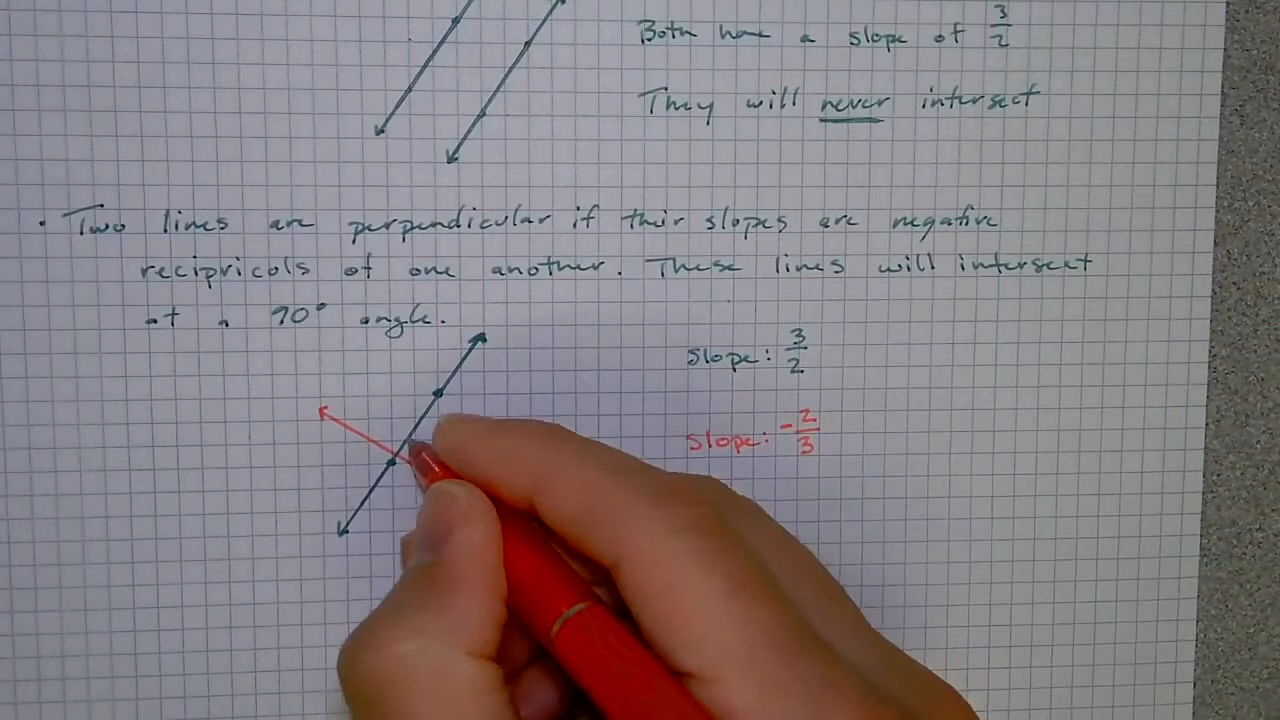 Both have a slope of 3/2
They will never intersect
• Two lines are perpendicular if their slopes are negative
recipricols of one another. These lines will intersect
at a 90° angle.
slope: 3/2
slope: -2/3